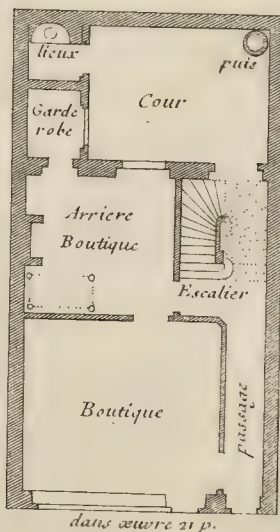 lieux
puis
Garde
robe
Cour
Arriere
Boutique
Escalier
Boutique
passage
dans œuvre 21 p.